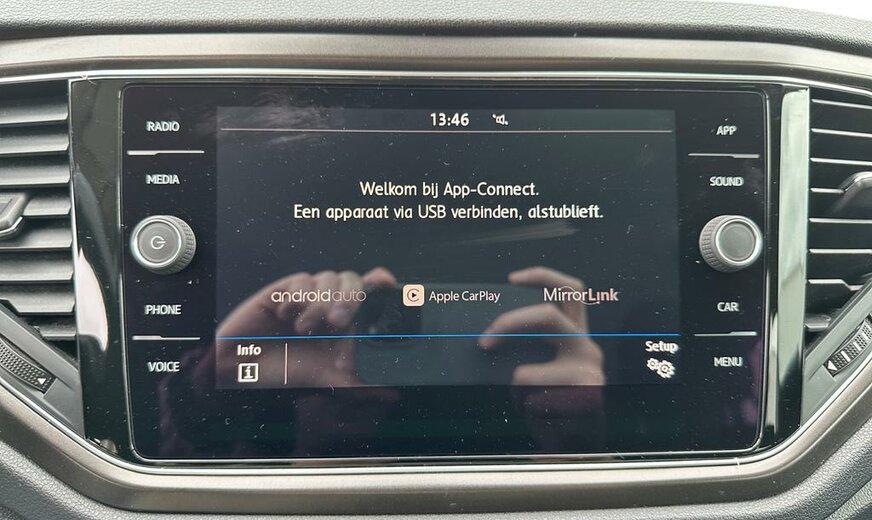 13:46
RADIO
MEDIA
PHONE
VOICE
Welkom bij App-Connect.
Een apparaat via USB verbinden, alstublieft.
androidauto
Apple CarPlay
MirrorLink
Info
i
Setup
APP
SOUND
CAR
MENU